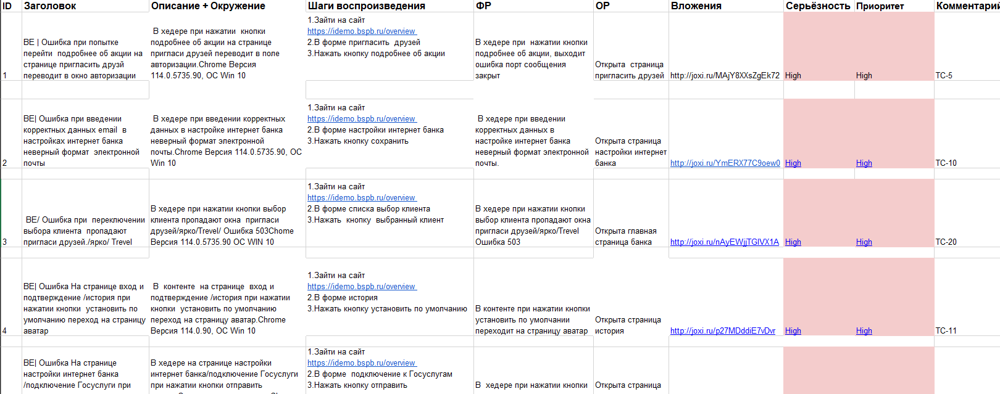 ID Заголовок Описание + Окружение Шаги воспроизведения ФР ОР Вложения Серьёзность Приоритет Комментарий
1
BE | Ошибка при попытке
перейти подробнее об акции на
странице пригласить друзй
переводит в окно авторизации
В хедере при нажатии кнопки
подробнее об акции на странице
пригласи друзей переводит в поле
авторизации.Chrome Версия
114.0.5735.90, ОС Win 10
1.Зайти на сайт
https://idemo.bspb.ru/overview
2.В форме пригласить друзей
3.Нажать кнопку подробнее об акции
В хедере при нажатии кнопки
подробнее об акции, выходит
ошибка порт сообщения
закрыт
Открыта страница
пригласить друзей
http://joxi.ru/MAjY8XXsZgEk72
High
High
TC-5
2
BE| Ошибка при введении
корректных данных email в
настройках интернет банка
неверный формат электронной
почты
В хедере при введении корректных
данных в настройке интернет банка
неверный формат электронной
почты.Chrome Версия 114.0.5735.90, ОС
Win 10
1.Зайти на сайт
https://idemo.bspb.ru/overview
2.В форме настройки интернет банка
3.Нажать кнопку сохранить
В хедере при введении
корректных данных в
настройке интернет банка
неверный формат электронной
почты.
Открыта страница
настройки интернет
банка
http://joxi.ru/YmERX77C9oew0
High
High
TC-10
3
BE/ Ошибка при переключении
выбора клиента пропадают
пригласи друзей./ярко/ Trevel
В хедере при нажатии кнопки выбор
клиента пропадают окна пригласи
друзей/ярко/Trevel/ Ошибка 503Chome
Версия 114.0.5735.90 ОС WIN 10
1.Зайти на сайт
https://idemo.bspb.ru/overview
2.В форме списка выбор клиента
3.Нажать кнопку выбранный клиент
В хедере при нажатии кнопки
выбор клиента пропадают окна
пригласи друзей/ярко/Trevel
Ошибка 503
Открыта главная
страница банка
http://joxi.ru/nAyEWjjTGlVX1A
High
High
TC-20
4
BE| Ошибка На странице вход и
подтверждение /история при
нажатии кнопки установить по
умолчанию переход на страницу
аватар
В контенте на странице вход и
подтверждение /история при нажатии
кнопки установить по умолчанию
переход на страницу аватар.Chrome
Версия 114.0.90, ОС Win 10
1.Зайти на сайт
https://idemo.bspb.ru/overview
2.В форме история
3.Нажать кнопку установить по умолчанию
В контенте при нажатии кнопки
установить по умолчании
переходит на страницу аватар
Открыта страница
история
http://joxi.ru/p27MDddiE7vDvr
High
High
TC-11
BE| Ошибка На странице
настройки интернет банка
/подключение Госуслуги при
В хедере на странице настройки
интернет банка/подключение Госуслуги
при нажатии кнопки отправить
1.Зайти на сайт
https://idemo.bspb.ru/overview
2.В форме подключение к Госуслугам
3.Нажать кнопку отправить
В хедере при нажатии кнопки
Открыта страница